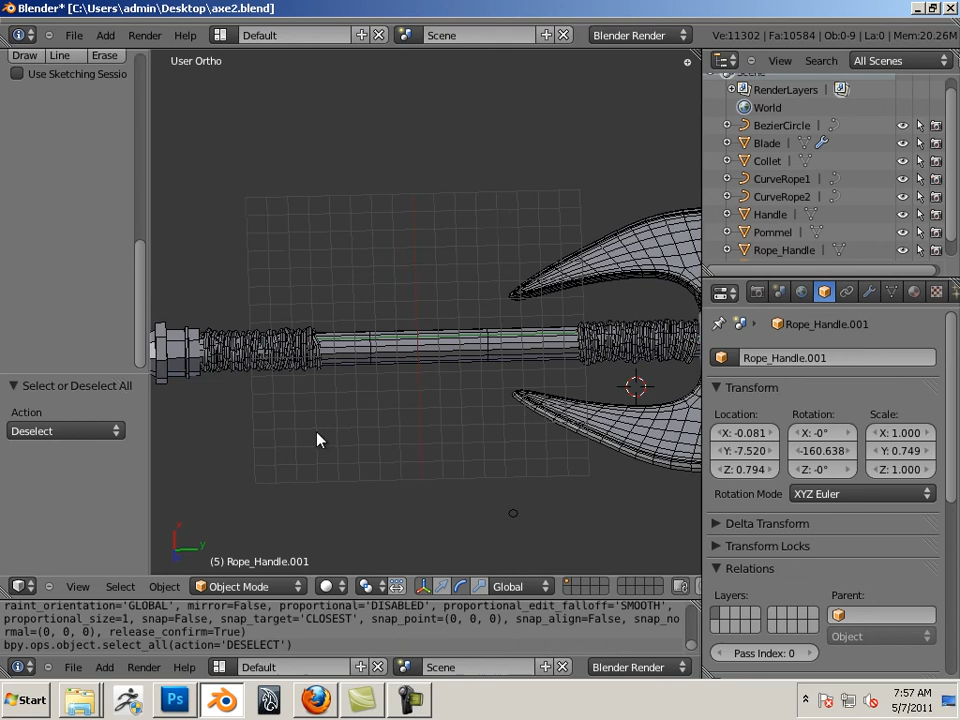 Blender* [C:\Users\admin\Desktop\axe2.blend]
File Add Render Help Default Scene Blender Render Ve:11302 | Fa:10584 | Ob:0-9 | La:0 | Mem:20.26M
Draw Line Erase
Use Sketching Sessio
User Ortho
View Search All Scenes
Scene
RenderLayers
World
BezierCircle
Blade
Collet
CurveRope1
CurveRope2
Handle
Pommel
Rope_Handle
Select or Deselect All
Action
Deselect
Rope_Handle.001
Rope_Handle.001
Transform
Location: Rotation: Scale:
X: -0.081 X: -0° X: 1.000
Y: -7.520 -160.638 Y: 0.749
Z: 0.794 Z: -0° Z: 1.000
Rotation Mode XYZ Euler
Delta Transform
Transform Locks
Relations
Layers: Parent:
Object
Pass Index: 0
x
y
(5) Rope_Handle.001
View Select Object Object Mode Global
raint_orientation='GLOBAL', mirror=False, proportional='DISABLED', proportional_edit_falloff='SMOOTH',
proportional_size=1, snap=False, snap_target='CLOSEST', snap_point=(0, 0, 0), snap_align=False, snap_no
rmal=(0, 0, 0), release_confirm=True)
bpy.ops.object.select_all(action='DESELECT')
File Add Render Help Default Scene Blender Render
Start Ps 7:57 AM
5/7/2011